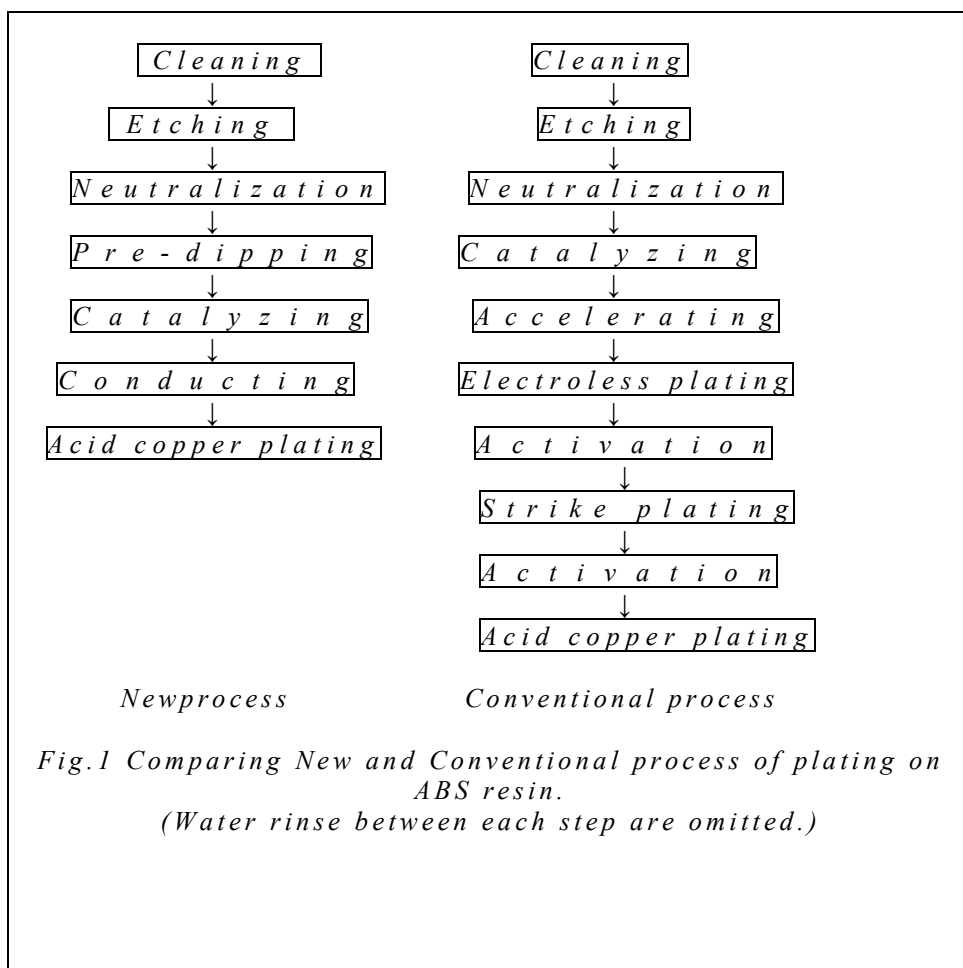 Cleaning
↓
Etching
↓
Neutralization
↓
Pre-dipping
↓
Catalyzing
↓
Conducting
↓
Acid copper plating
Newprocess
Cleaning
↓
Etching
↓
Neutralization
↓
Catalyzing
↓
Accelerating
↓
Electroless plating
↓
Activation
↓
Strike plating
↓
Activation
↓
Acid copper plating
Conventional process
Fig.1 Comparing New and Conventional process of plating on
ABS resin.
(Water rinse between each step are omitted.)